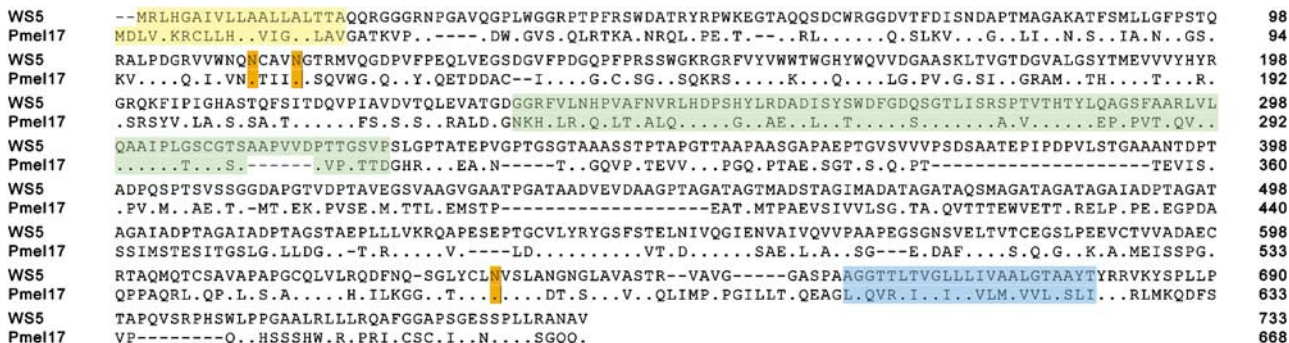 WS5 --MRLHGAIVLLAALLALTTAQQRGGGRNPGAVQGPLWGGRPTPFRSWDATRYRPWKEGTAQQSDCWRGGDVTFDISNDAPTMAGAKATFSMLLGFPSTQ 98
Pmel17 MDLV.KRCLLH..VIG..LAVGATKVP..-----.DW.GVS.QLRTKA.NRQL.PE.T.--.RL......Q.SLKV...G..LI..N.S..IA.N..GS. 94
WS5 RALPDGRVVWNQNCAVNGTRMVQGDPVFPEQLVEGSDGVFPDGQPFPRSSWGKRGRFVYVWWTWGHYWQVVDGAASKLTVGTDGVALGSYTMEVVVYHYR 198
Pmel17 KV....Q.I.VN.TII..SQVWG.Q..Y.QETDDAC–I....G.C.SG..SQKRS....K...Q....LG.PV.G.SI.GRAM..TH....T...R. 192
WS5 GRQKFIPIGHASTQFSITDQVPIAVDVTQLEVATGDGGRFVLNHPVAFNVRLHDPSHYLRDADISYSWDFGDQSGTLISRSPTVTHTYLQAGSFAARLVL 298
Pmel17 .SRSYV.LA.S.SA.T.....FS.S.S..RALD.GNKH.LR.Q.LT.ALQ....G..AE..L..T.....S........A.V.....EP.PVT.QV.. 292
WS5 QAAIPLGSCGTSAAPVVDPTTGSVPSLGPTATEPVGPTGSGTAAASSTPTAPGTTAAPAASGAPAEPTGVSVVVPSDSAATEPIPDPVLSTGAAANTDPT 398
Pmel17 ......T...S.------.VP.TTDGHR...EA.N-----T..GQVP.TEVV...PGQ.PTAE.SGT.S.Q.PT--------------------TEVIS. 360
WS5 ADPQSPTSVSSGGDAPGTVDPTAVEGSVAAGVGAATPGATAADVEVDAAGPTAGATAGTMADSTAGIMADATAGATAQSMAGATAGATAGAIADPTAGAT 498
Pmel17 .PV.M..AE.T.-MT.EK.PVSE.M.TTL.EMSTP-------------------EAT.MTPAEVSIVVLSG.TA.QVTTTEWVETT.RELP.PE.EGPDA 440
WS5 AGAIADPTAGAIADPTAGSTAEPLLLVKRQAPESEPTGCVLYRYGSFSTELNIVQGIENVAIVQVVPAAPEGSGNSVELTVTCEGSLPEEVCTVVADAEC 598
Pmel17 SSIMSTESITGSLG.LLDG..-T.R....V....LD.........VT.D.....SAE.LA..SG---E.DAF....S.Q.G..K.A.MEISSPG. 533
WS5 RTAQMQTCSAVAPAPGCQLVLRQDFNQ-SGLYCLNVSLANGNGLAVASTR--VAVG-----GASPAAGGTTLTVGLLLIVAALGTAAYTYRRVKYSPLLP 690
Pmel17 QPPAQRL.QP.L.S.A.....H.ILKGG..T......DT.S...V..QLIMP.PGILLT.QEAGL.QVR.I..I..VLM.VVL.SLI...RLMKQDFS 633
WS5 TAPQVSRPHSWLPPGAALRLLLRQAFGGAPSGESSPLLRANAV 733
Pmel17 VP--------Q..HSSSHW.R.PRI.CSC.I..N....SGQQ. 668